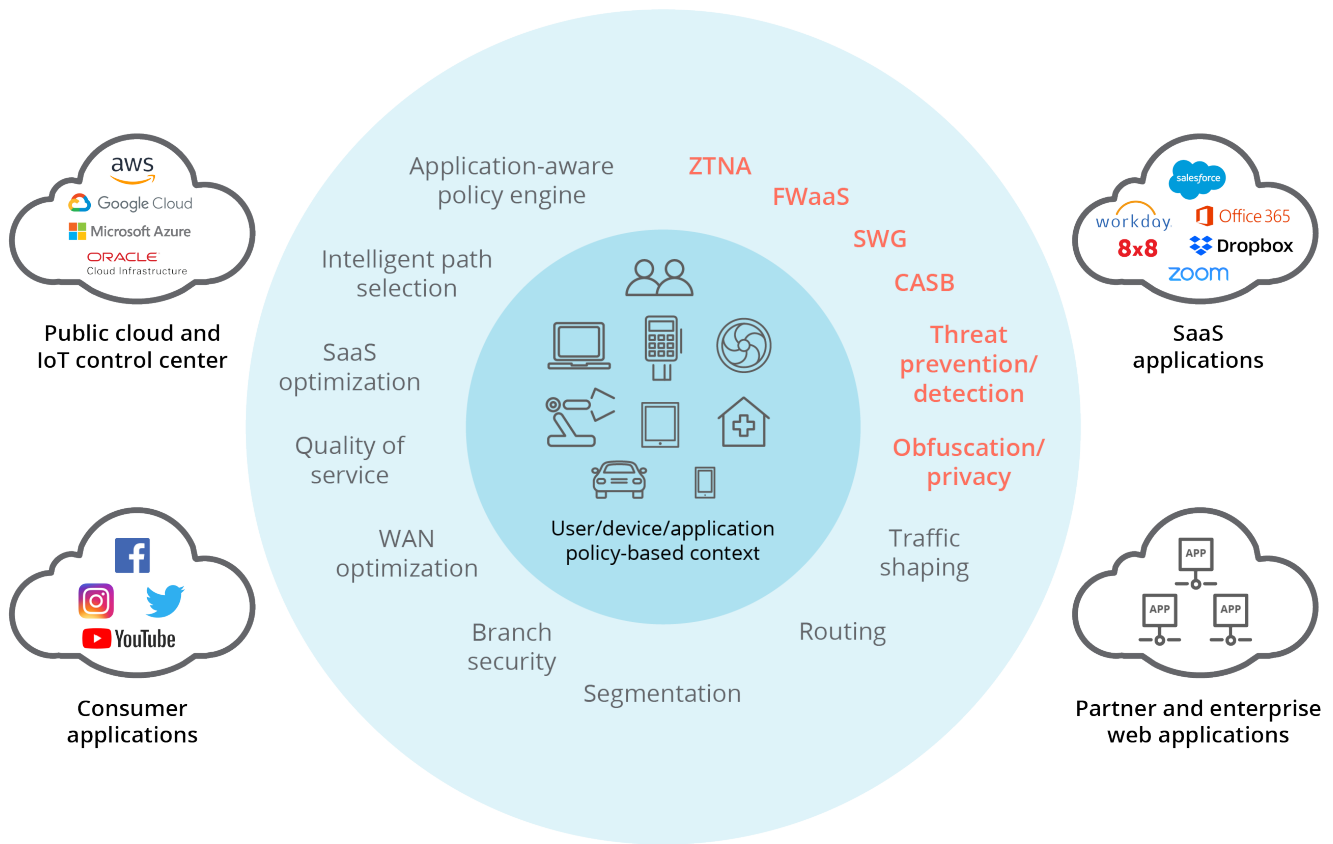 aws
Google Cloud
Microsoft Azure
ORACLE
Cloud Infrastructure
Public cloud and
IoT control center
YouTube
Consumer
applications
Application-aware
policy engine
Intelligent path
selection
SaaS
optimization
Quality of
service
WAN
optimization
Branch
security
Segmentation
Routing
Traffic
shaping
ZTNA
FWaaS
SWG
CASB
Threat
prevention/
detection
Obfuscation/
privacy
User/device/application
policy-based context
salesforce
workday.
Office 365
8x8
Dropbox
zoom
SaaS
applications
APP
APP
APP
Partner and enterprise
web applications